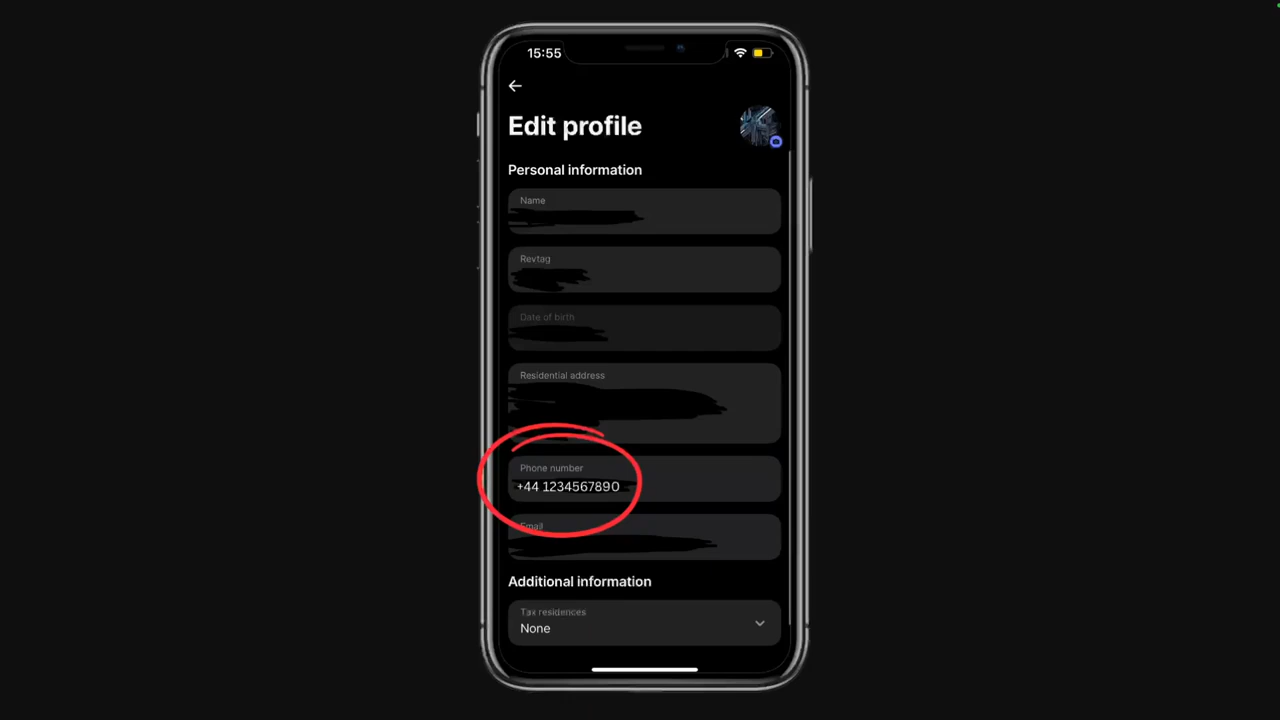 15:55
Edit profile
Personal information
Name
Revtag
Date of birth
Residential address
Phone number
+44 1234567890
Email
Additional information
Tax residences
None